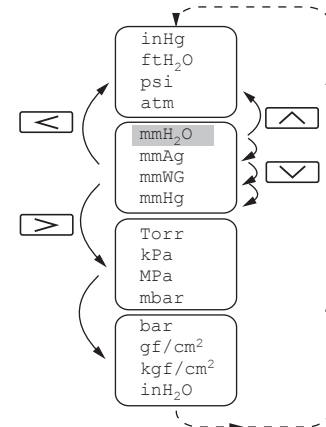 inHg
ftH₂O
psi
atm
mmH₂O
mmAg
mmWG
mmHg
Torr
kPa
MPa
mbar
bar
gf/cm²
kgf/cm²
inH₂O